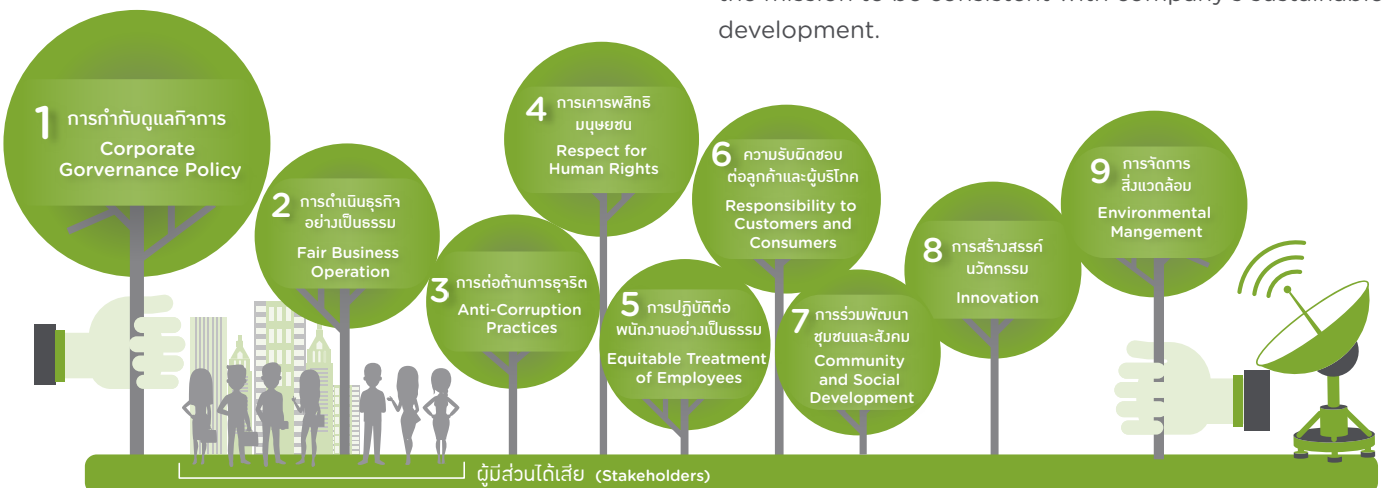 development.
1 การกำกับดูแลกิจการ
Corporate
Gorvernance Policy
2 การดำเนินธุรกิจ
อย่างเป็นธรรม
Fair Business
Operation
3 การต่อต้านการธุจริต
Anti-Corruption
Practices
4 การเคารพสิทธิ
มนุษยชน
Respect for
Human Rights
5 การปฏิบัติต่อ
พนักงานอย่างเป็นธรรม
Equitable Treatment
of Employees
6 ความรับผิดชอบ
ต่อลูกค้าและผู้บริโภค
Responsibility to
Customers and
Consumers
7 การร่วมพัฒนา
ชุมชนและสังคม
Community
and Social
Development
8 การสร้างสรรค์
นวัตกรรม
Innovation
9 การจัดการ
สิ่งแวดล้อม
Environmental
Mangement
ผู้มีส่วนได้เสีย (Stakeholders)